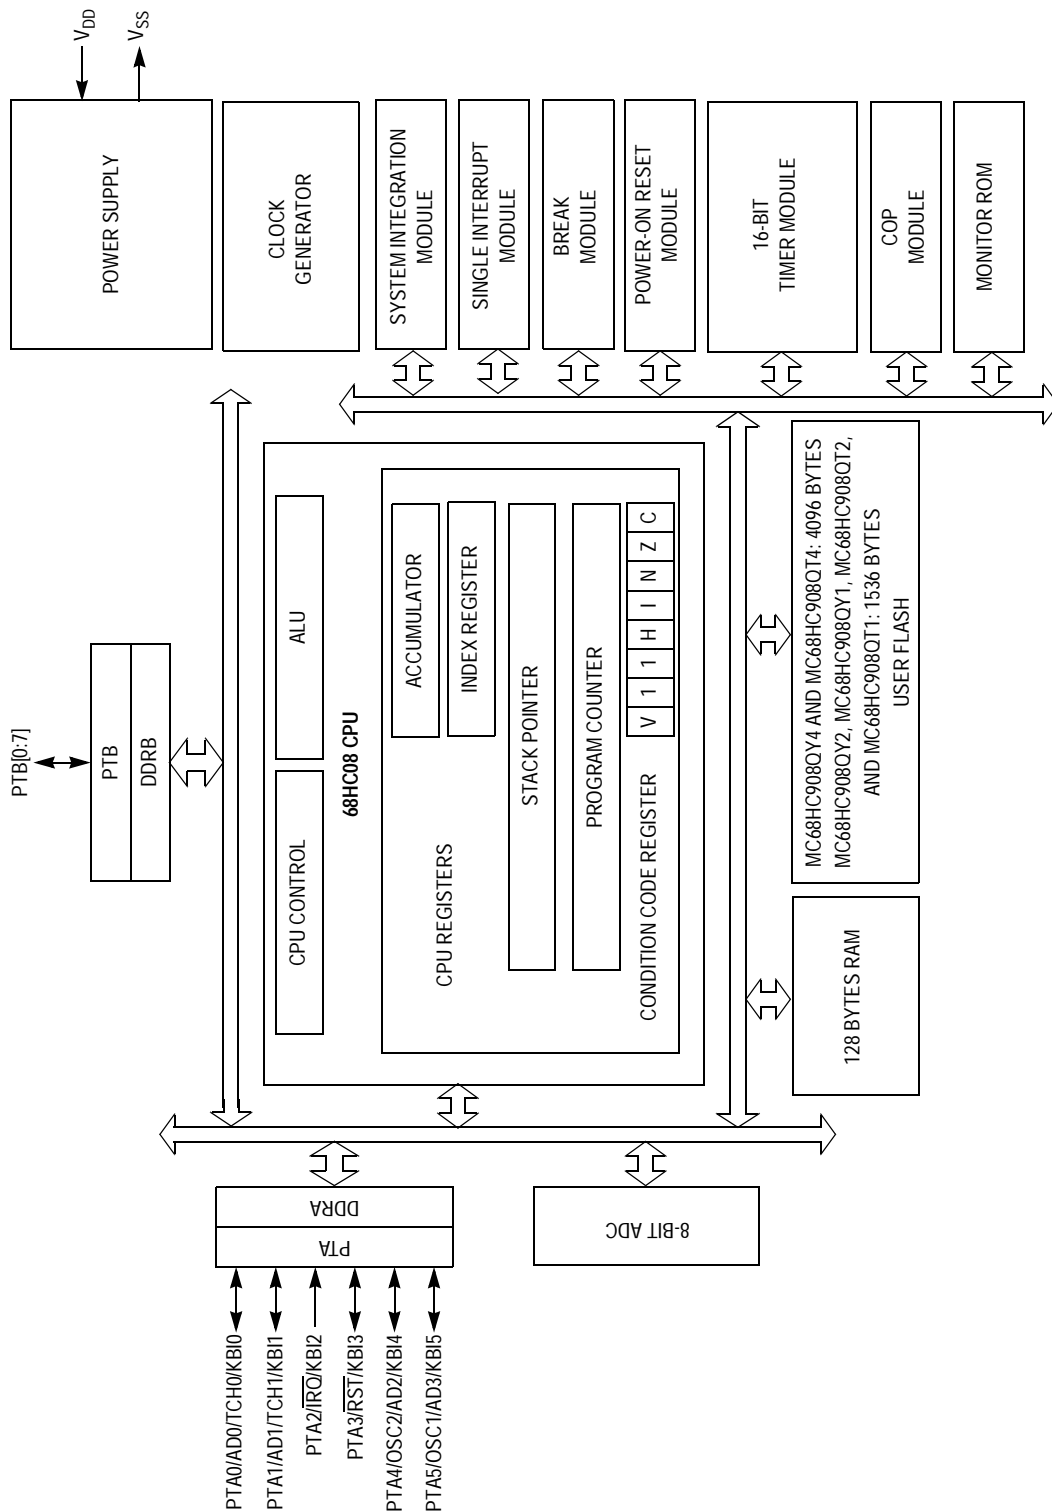 PTB[0:7]
PTB
DDRB
V_DD
V_SS
POWER SUPPLY
CLOCK
GENERATOR
SYSTEM INTEGRATION
MODULE
SINGLE INTERRUPT
MODULE
BREAK
MODULE
POWER-ON RESET
MODULE
16-BIT
TIMER MODULE
COP
MODULE
MONITOR ROM
CPU CONTROL
ALU
68HC08 CPU
CPU REGISTERS
ACCUMULATOR
INDEX REGISTER
STACK POINTER
PROGRAM COUNTER
CONDITION CODE REGISTER
V 1 1 H I N Z C
PTA0/AD0/TCH0/KBI0
PTA1/AD1/TCH1/KBI1
PTA2/I̅R̅Q̅/KBI2
PTA3/R̅S̅T̅/KBI3
PTA4/OSC2/AD2/KBI4
PTA5/OSC1/AD3/KBI5
PTA
DDRA
8-BIT ADC
128 BYTES RAM
MC68HC908QY4 AND MC68HC908QT4: 4096 BYTES
MC68HC908QY2, MC68HC908QY1, MC68HC908QT2,
AND MC68HC908QT1: 1536 BYTES
USER FLASH